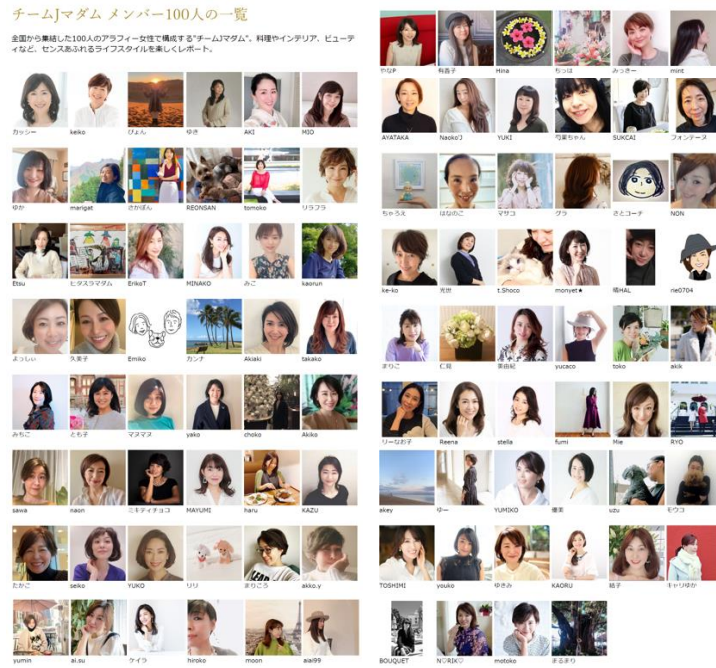 チームJマダム メンバー100人の一覧
全国から集結した100人のアラフィー女性で構成する"チームJマダム"。料理やインテリア、ビューテ
ィなど、センスあふれるライフスタイルを楽しくレポート。
カッシー keiko ぴょん ゆき AKI MIO
ゆか marigat さかぽん REONSAN tomoko リラフラ
Etsu ヒタスラマダム ErikoT MINAKO みこ kaorun
よっしぃ 久美子 Emiko カンナ Akiaki takako
みちこ とも子 マヌマヌ yako choko Akiko
sawa naon ミキティチョコ MAYUMI haru KAZU
たかこ seiko YUKO リリ まりころ akko.y
yumin ai.su ケイラ hiroko moon aiai99
やなP 有香子 Hina ちっほ みっきー mint
AYATAKA Naoko'J YUKI 芍薬ちゃん SUKCAI フォンテーヌ
ちゃろえ はなのこ マサコ グラ さとコーチ NON
ke-ko 光世 t.Shoco monyet★ 晴HAL rie0704
まりこ 仁荷 美由紀 yucaco toko akik
リーなお子 Reena stella fumi Mie RYO
akey ゆー YUMIKO 優美 uzu モウコ
TOSHIMI youko ゆきみ KAORU 結子 キャリゆか
BOUQUET N♡RIK♡ motoko まるまり